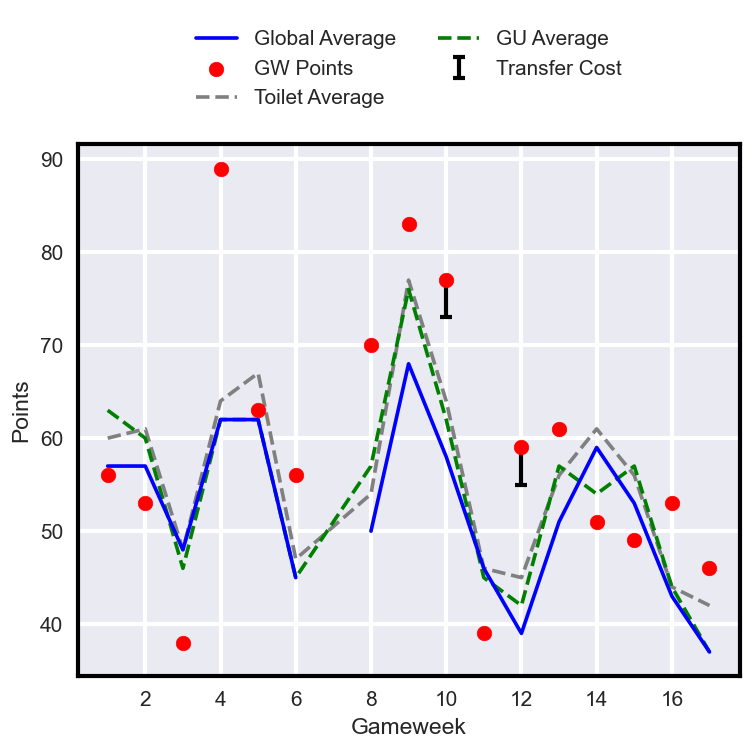 Global Average
GW Points
Toilet Average
GU Average
Transfer Cost
90
80
70
60
50
40
Points
2 4 6 8 10 12 14 16
Gameweek